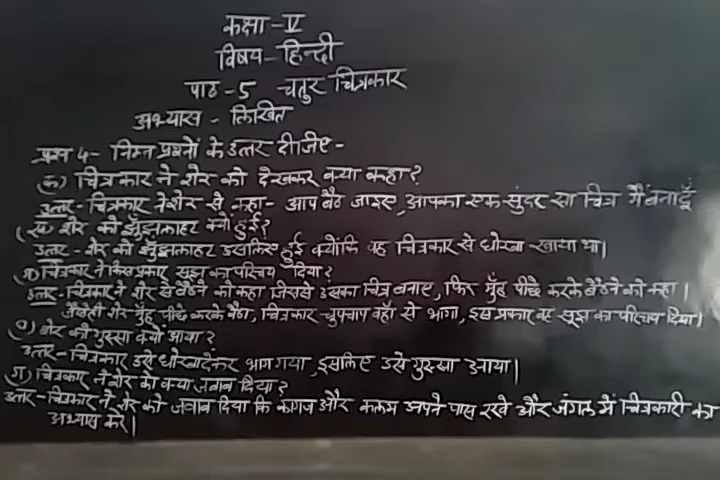 कक्षा - V
विषय - हिन्दी
पाठ - 5 चतुर चित्रकार
अभ्यास - लिखित
प्रश्न 4 - निम्न प्रश्नों के उत्तर दीजिए -
(क) चित्रकार ने शेर को देखकर क्या कहा?
उत्तर - चित्रकार ने शेर से कहा - आप बैठ जाइए, आपका एक सुंदर सा चित्र मैं बनादूँ
(ख) शेर को झुँझलाहट क्यों हुई?
उत्तर - शेर को झुँझलाहट इसलिए हुई क्योंकि वह चित्रकार से धोखा खाया था।
(ग) चित्रकार ने किस प्रकार सूझ का परिचय दिया?
उत्तर - चित्रकार ने शेर से बैठने को कहा जिससे उसका चित्र बनाए, फिर मुँह पीछे करके बैठने को कहा।
जैसे ही शेर मुँह पीछे करके बैठा, चित्रकार चुपचाप वहाँ से भागा, इस प्रकार वह सूझ का परिचय दिया।
(घ) शेर को गुस्सा क्यों आया?
उत्तर - चित्रकार उसे धोखा देकर भाग गया, इसलिए उसे गुस्सा आया।
(ङ) चित्रकार ने शेर को क्या जवाब दिया?
उत्तर - चित्रकार ने शेर को जवाब दिया कि कागज और कलम अपने पास रखे और जंगल में चित्रकारी का
अभ्यास करे।